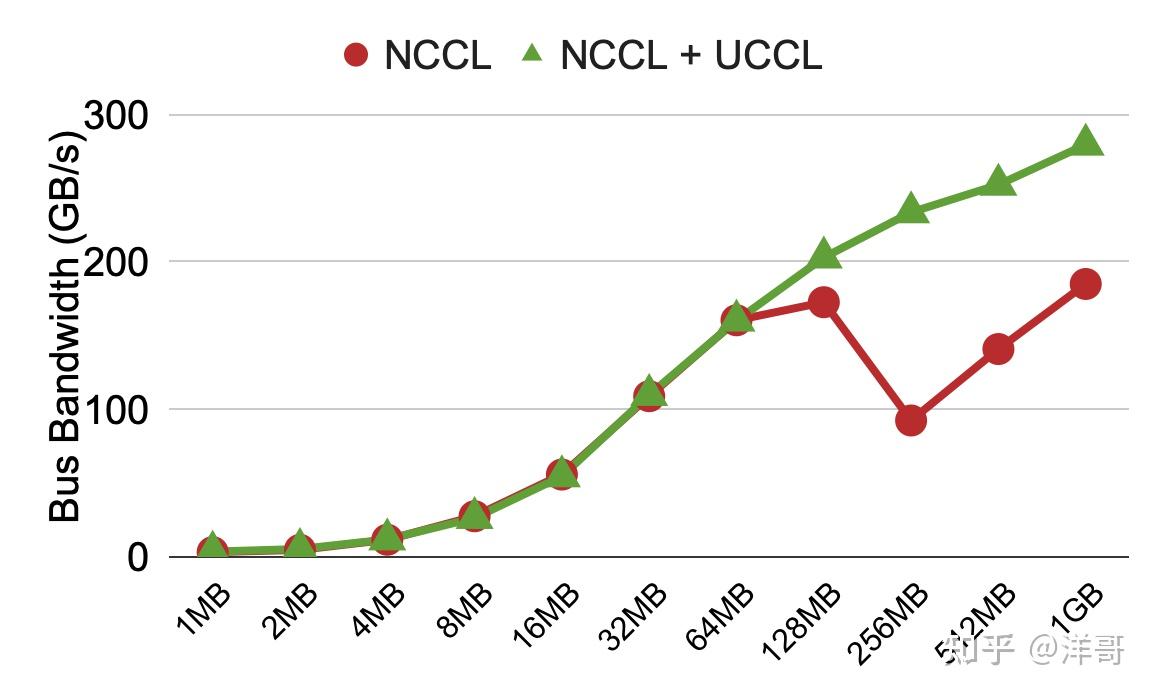 NCCL NCCL + UCCL
Bus Bandwidth (GB/s)
300
200
100
0
1MB 2MB 4MB 8MB 16MB 32MB 64MB 128MB 256MB 512MB 1GB
知乎 @洋哥